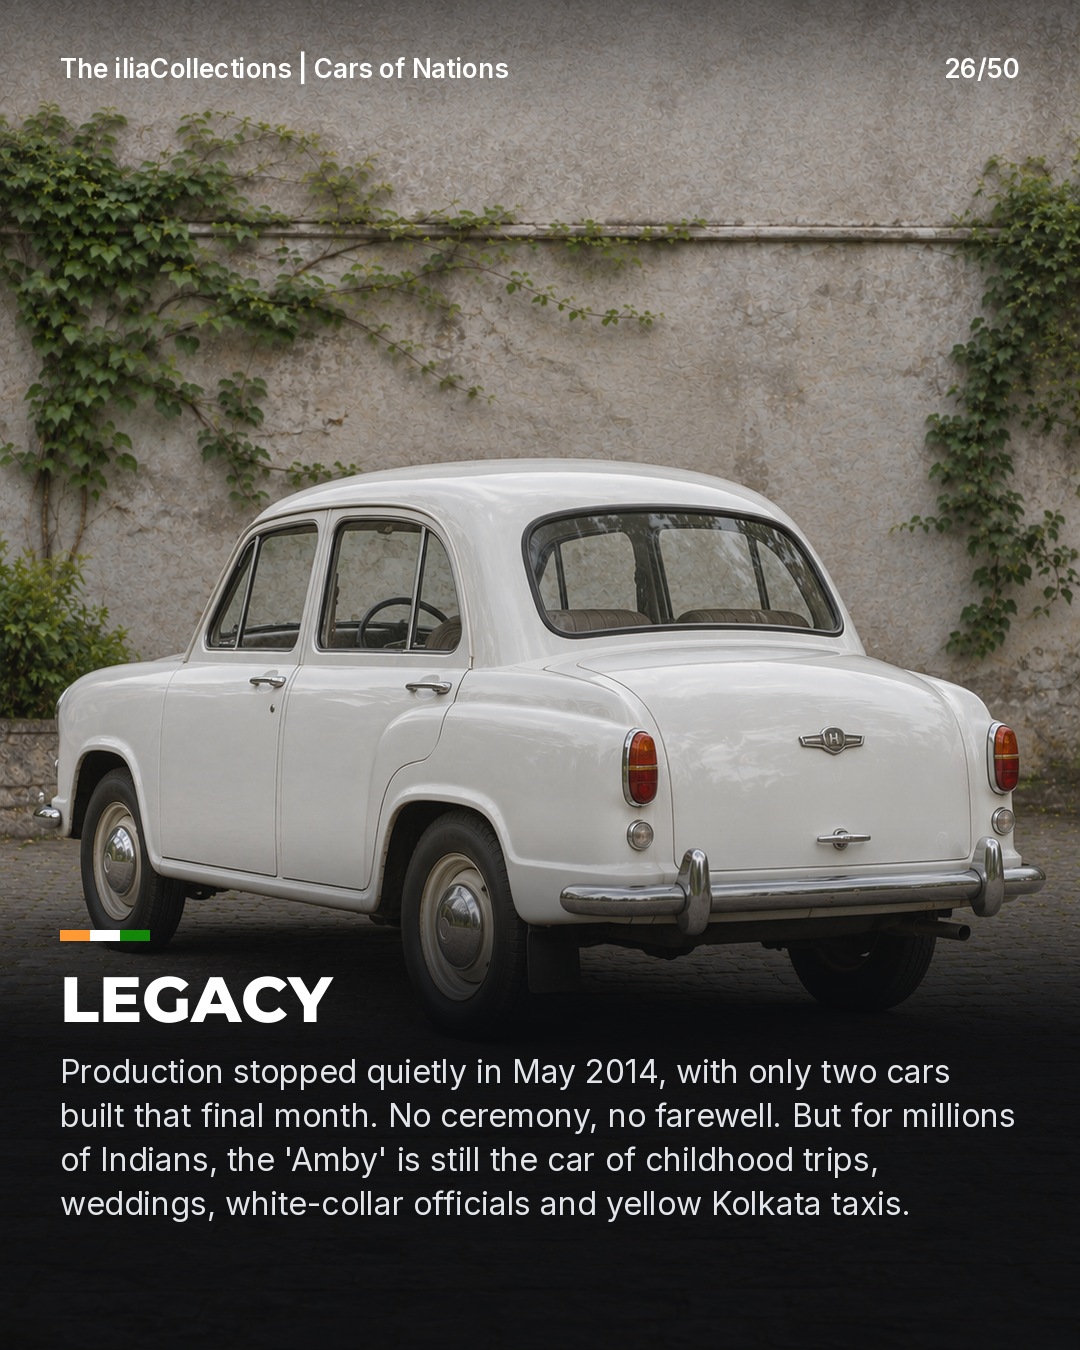 The iliaCollections | Cars of Nations
26/50
H
LEGACY
Production stopped quietly in May 2014, with only two cars
built that final month. No ceremony, no farewell. But for millions
of Indians, the 'Amby' is still the car of childhood trips,
weddings, white-collar officials and yellow Kolkata taxis.